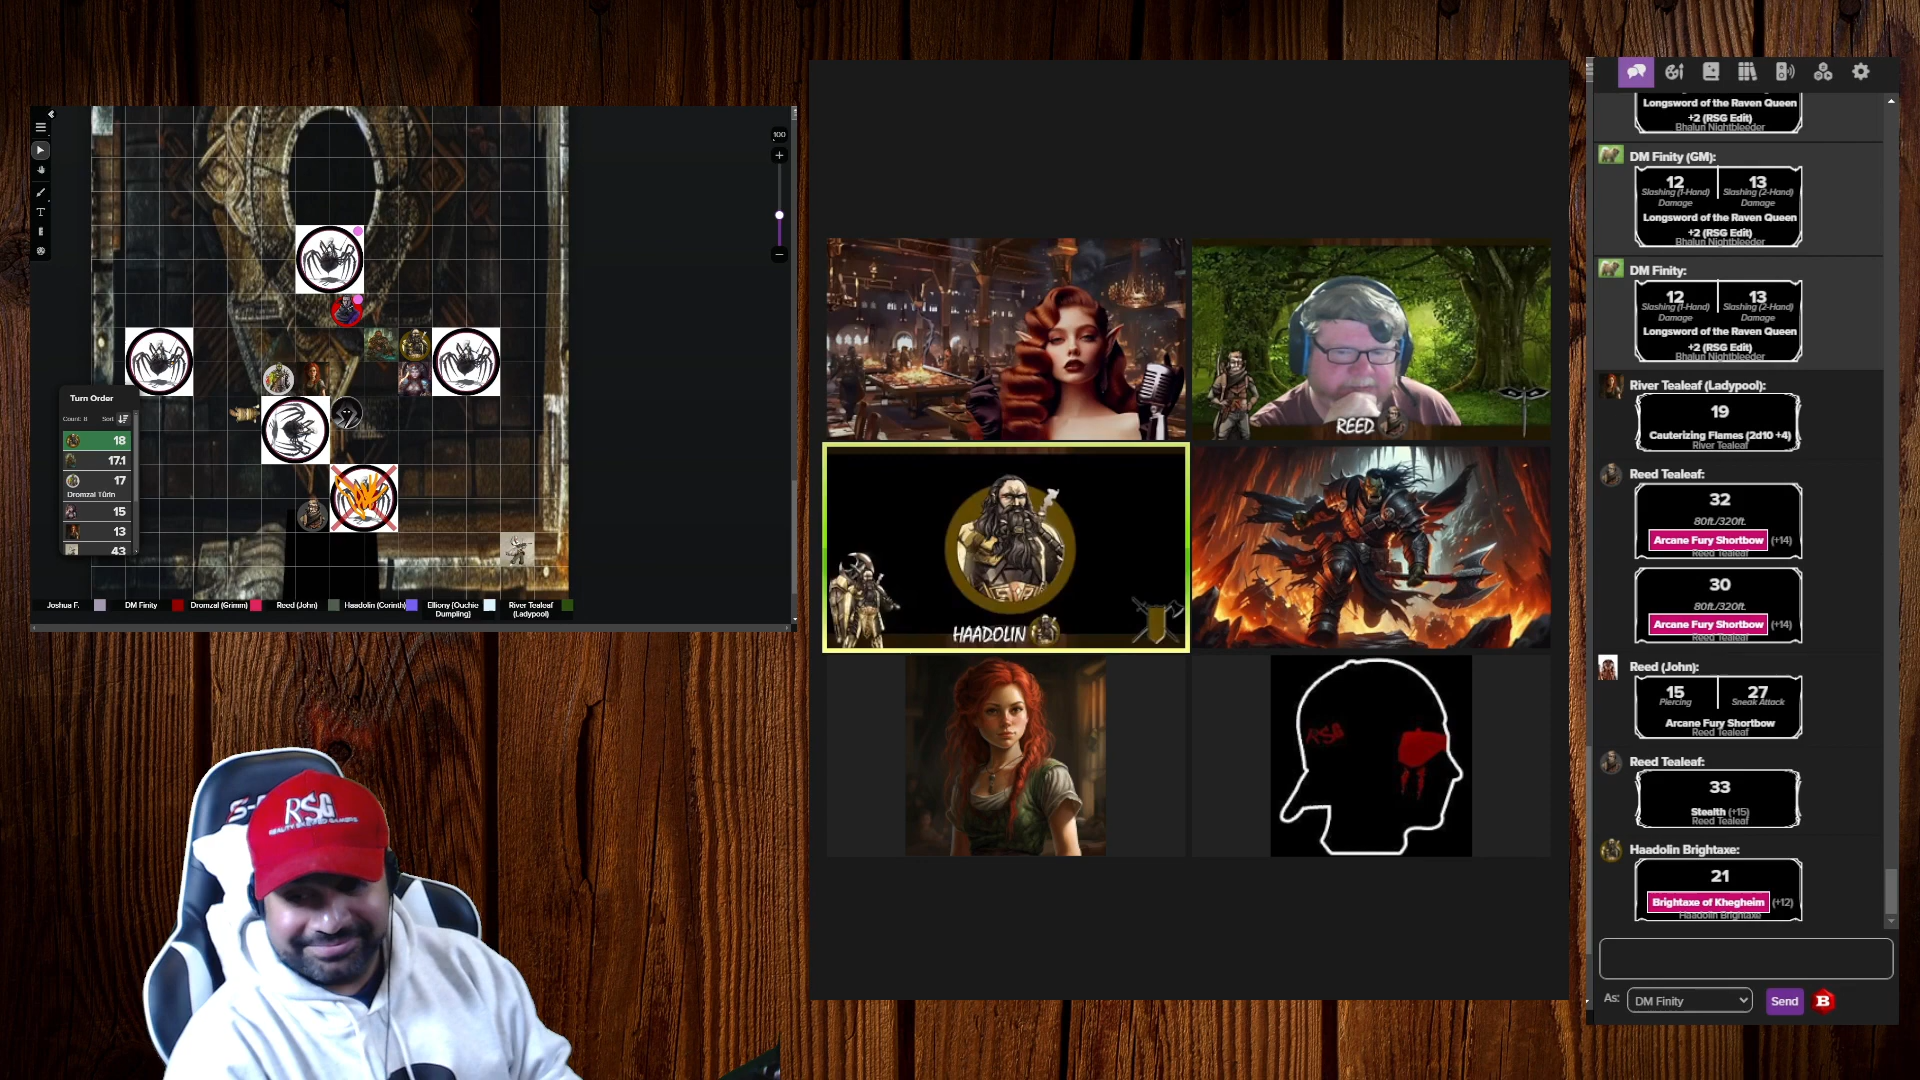 100
Turn Order
Count: 8 Sort
18
17.1
17
Dromzal Tûrin
15
13
43
Joshua F.
DM Finity
Dromzal (Grimm)
Reed (John)
Haadolin (Corinth)
Elliony (Ouchie Dumpling)
River Tealeaf (Ladypool)
RSG
REED
HAADOLIN
RSG
Longsword of the Raven Queen
+2 (RSG Edit)
Bhalun Nightbleeder
DM Finity (GM):
12 13
Slashing (1-Hand) Damage
Slashing (2-Hand) Damage
Longsword of the Raven Queen
+2 (RSG Edit)
Bhalun Nightbleeder
DM Finity:
12 13
Slashing (1-Hand) Damage
Slashing (2-Hand) Damage
Longsword of the Raven Queen
+2 (RSG Edit)
Bhalun Nightbleeder
River Tealeaf (Ladypool):
19
Cauterizing Flames (2d10 +4)
River Tealeaf
Reed Tealeaf:
32
80ft./320ft.
Arcane Fury Shortbow (+14)
Reed Tealeaf
30
80ft./320ft.
Arcane Fury Shortbow (+14)
Reed Tealeaf
Reed (John):
15 27
Piercing Sneak Attack
Arcane Fury Shortbow
Reed Tealeaf
Reed Tealeaf:
33
Stealth (+15)
Reed Tealeaf
Haadolin Brightaxe:
21
Brightaxe of Khegheim (+12)
Haadolin Brightaxe
As: DM Finity Send B